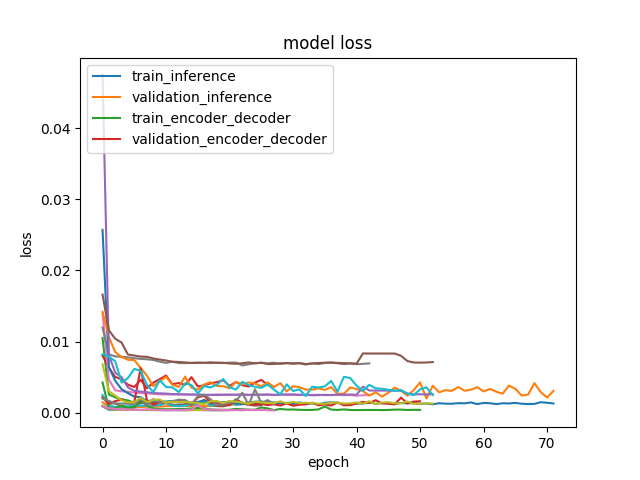 model loss
train_inference
validation_inference
train_encoder_decoder
validation_encoder_decoder
0.04
0.03
0.02
0.01
0.00
loss
0 10 20 30 40 50 60 70
epoch